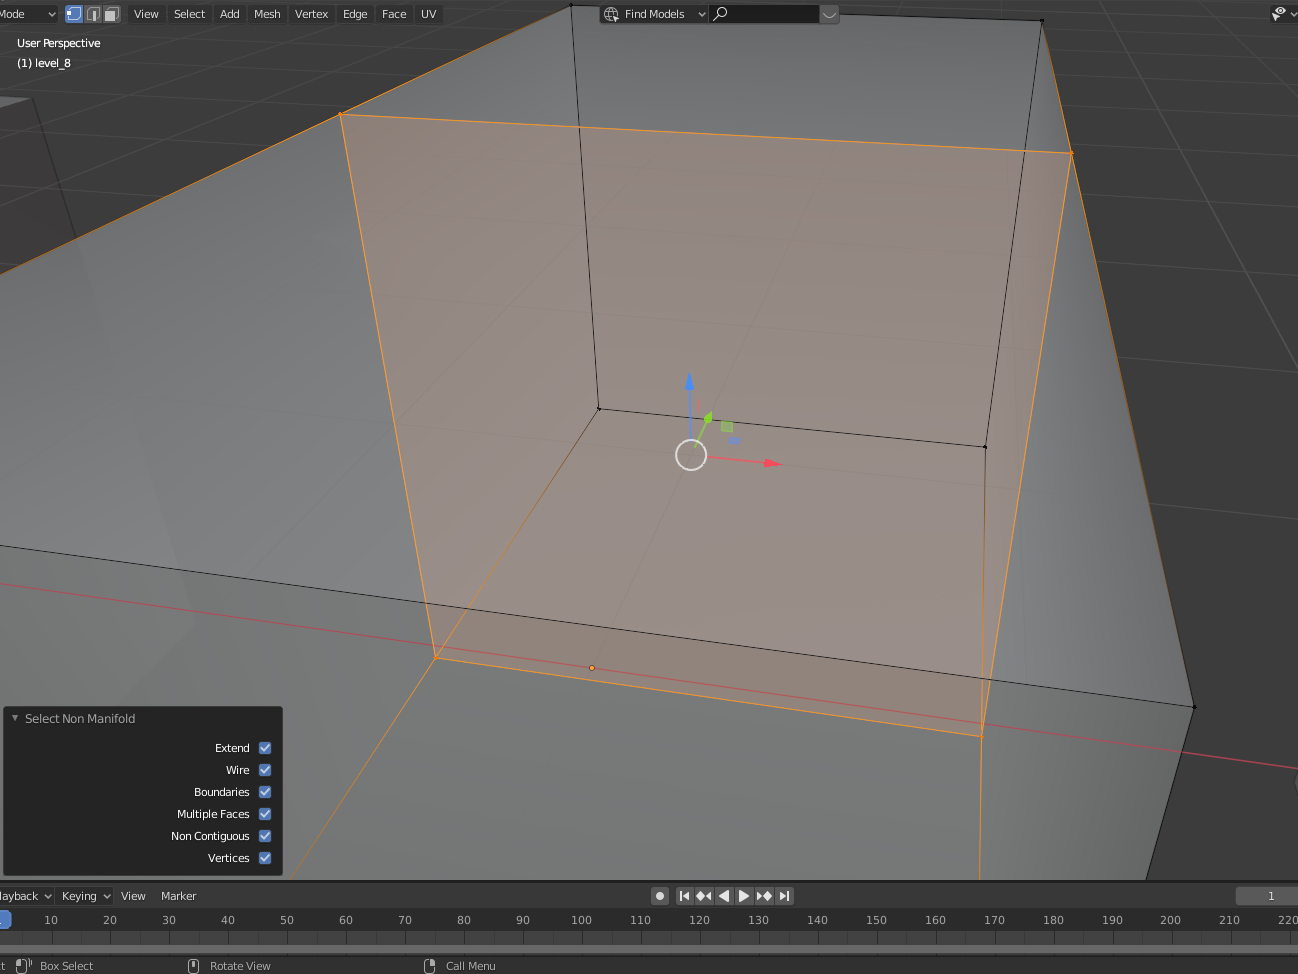 Mode View Select Add Mesh Vertex Edge Face UV Find Models
User Perspective
(1) level_8
Select Non Manifold
Extend
Wire
Boundaries
Multiple Faces
Non Contiguous
Vertices
layback Keying View Marker 1
10 20 30 40 50 60 70 80 90 100 110 120 130 140 150 160 170 180 190 200 210 220
t Box Select Rotate View Call Menu